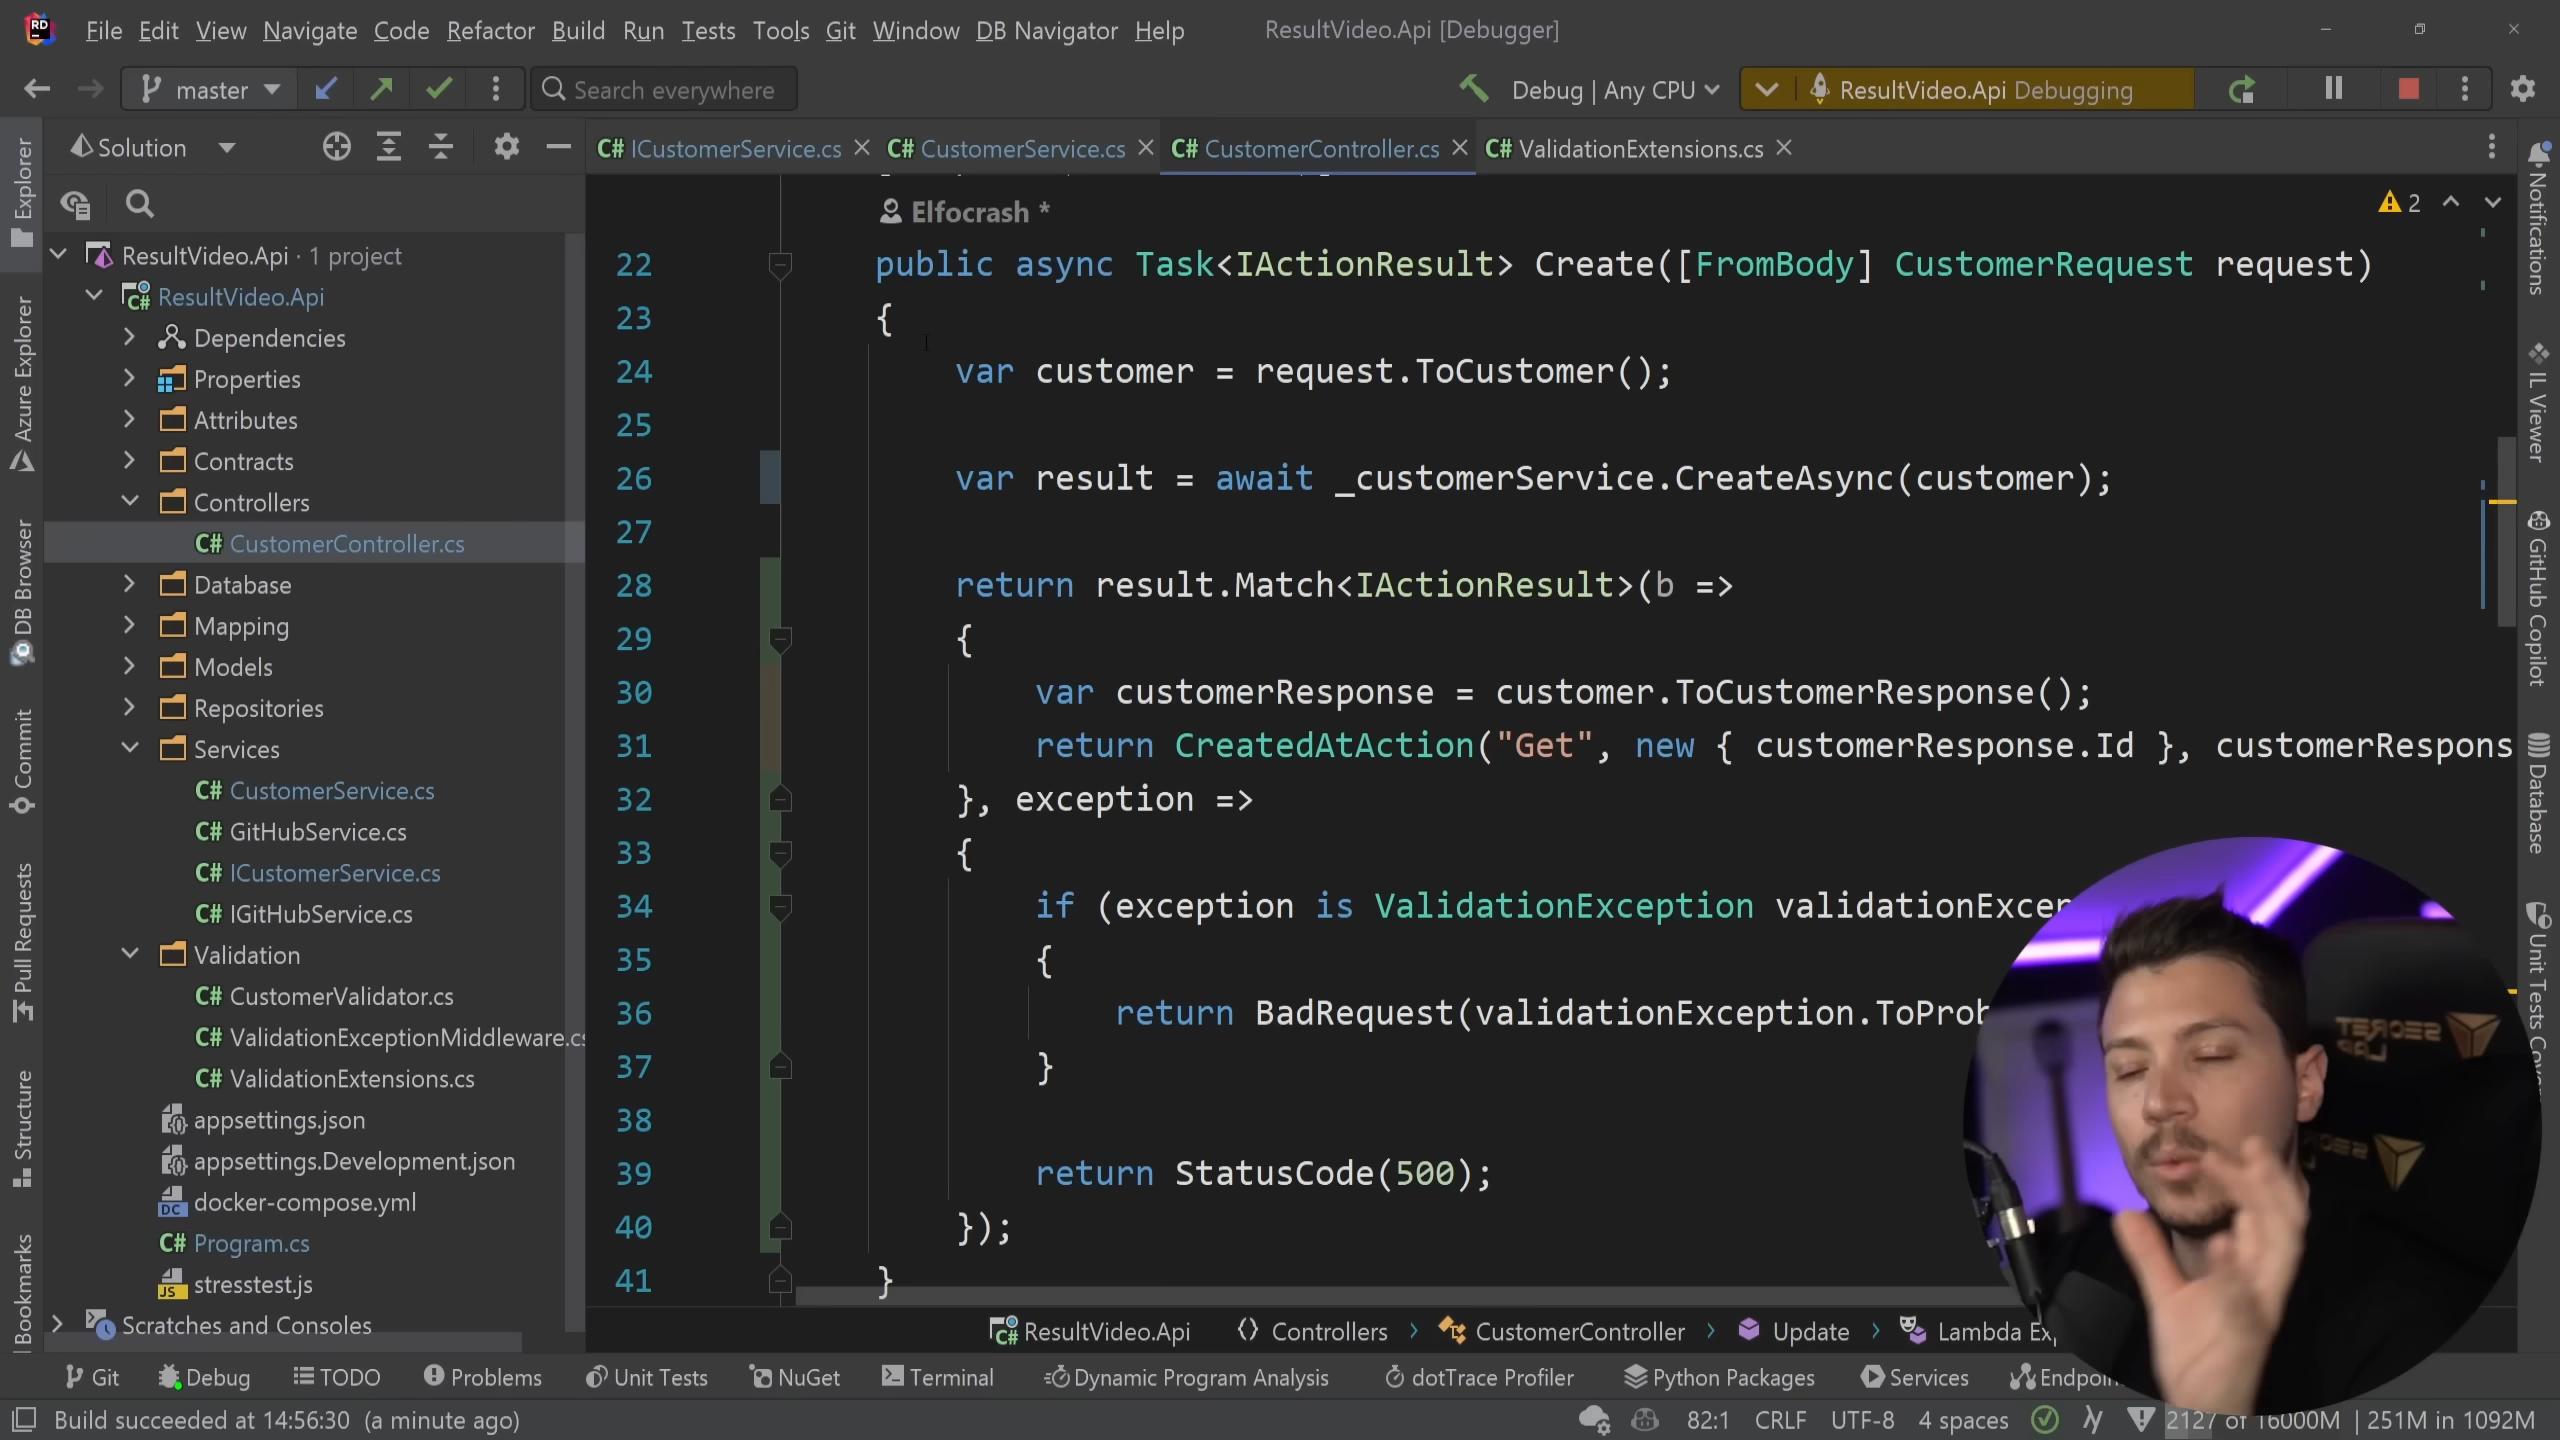 File Edit View Navigate Code Refactor Build Run Tests Tools Git Window DB Navigator Help ResultVideo.Api [Debugger]
master Search everywhere Debug | Any CPU ResultVideo.Api Debugging
Solution
ICustomerService.cs CustomerService.cs CustomerController.cs ValidationExtensions.cs
Elfocrash *
2
ResultVideo.Api · 1 project
ResultVideo.Api
Dependencies
Properties
Attributes
Contracts
Controllers
CustomerController.cs
Database
Mapping
Models
Repositories
Services
CustomerService.cs
GitHubService.cs
ICustomerService.cs
IGitHubService.cs
Validation
CustomerValidator.cs
ValidationExceptionMiddleware.cs
ValidationExtensions.cs
appsettings.json
appsettings.Development.json
docker-compose.yml
Program.cs
stresstest.js
Scratches and Consoles
22 public async Task<IActionResult> Create([FromBody] CustomerRequest request)
23 {
24 var customer = request.ToCustomer();
25
26 var result = await _customerService.CreateAsync(customer);
27
28 return result.Match<IActionResult>(b =>
29 {
30 var customerResponse = customer.ToCustomerResponse();
31 return CreatedAtAction("Get", new { customerResponse.Id }, customerRespons
32 }, exception =>
33 {
34 if (exception is ValidationException validationExcep
35 {
36 return BadRequest(validationException.ToProb
37 }
38
39 return StatusCode(500);
40 });
41 }
Explorer
Azure Explorer
DB Browser
Commit
Pull Requests
Structure
Bookmarks
Notifications
IL Viewer
GitHub Copilot
Database
Unit Tests Cover
SECRET
LAB
ResultVideo.Api Controllers CustomerController Update Lambda Ex
Git Debug TODO Problems Unit Tests NuGet Terminal Dynamic Program Analysis dotTrace Profiler Python Packages Services Endpoin
Build succeeded at 14:56:30 (a minute ago) 82:1 CRLF UTF-8 4 spaces 2127 of 16000M 251M in 1092M